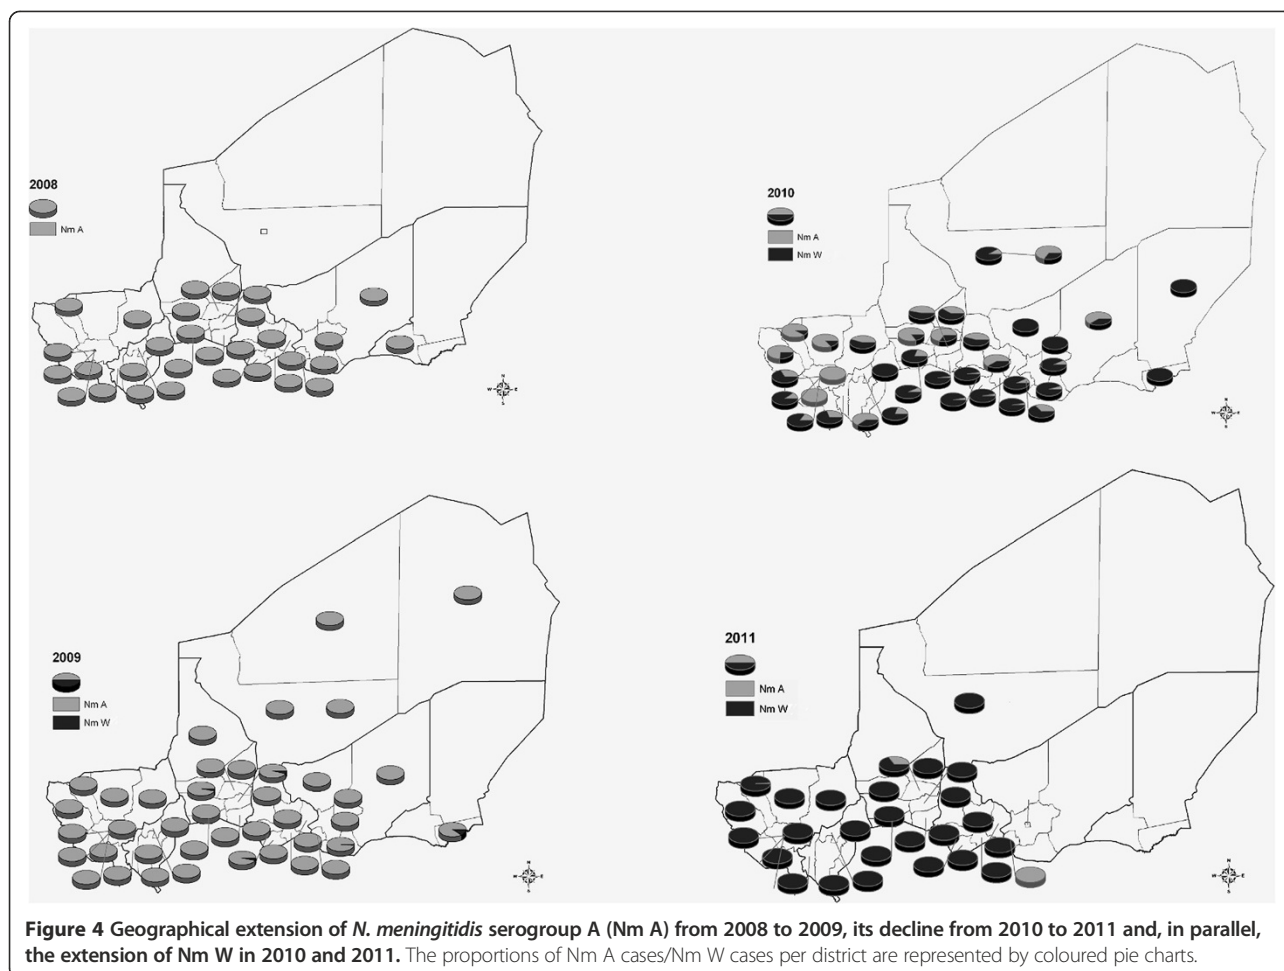 2008
Nm A
N
W E
S
2010
Nm A
Nm W
N
W E
S
2009
Nm A
Nm W
N
W E
S
2011
Nm A
Nm W
N
W E
S
Figure 4 Geographical extension of N. meningitidis serogroup A (Nm A) from 2008 to 2009, its decline from 2010 to 2011 and, in parallel,
the extension of Nm W in 2010 and 2011. The proportions of Nm A cases/Nm W cases per district are represented by coloured pie charts.